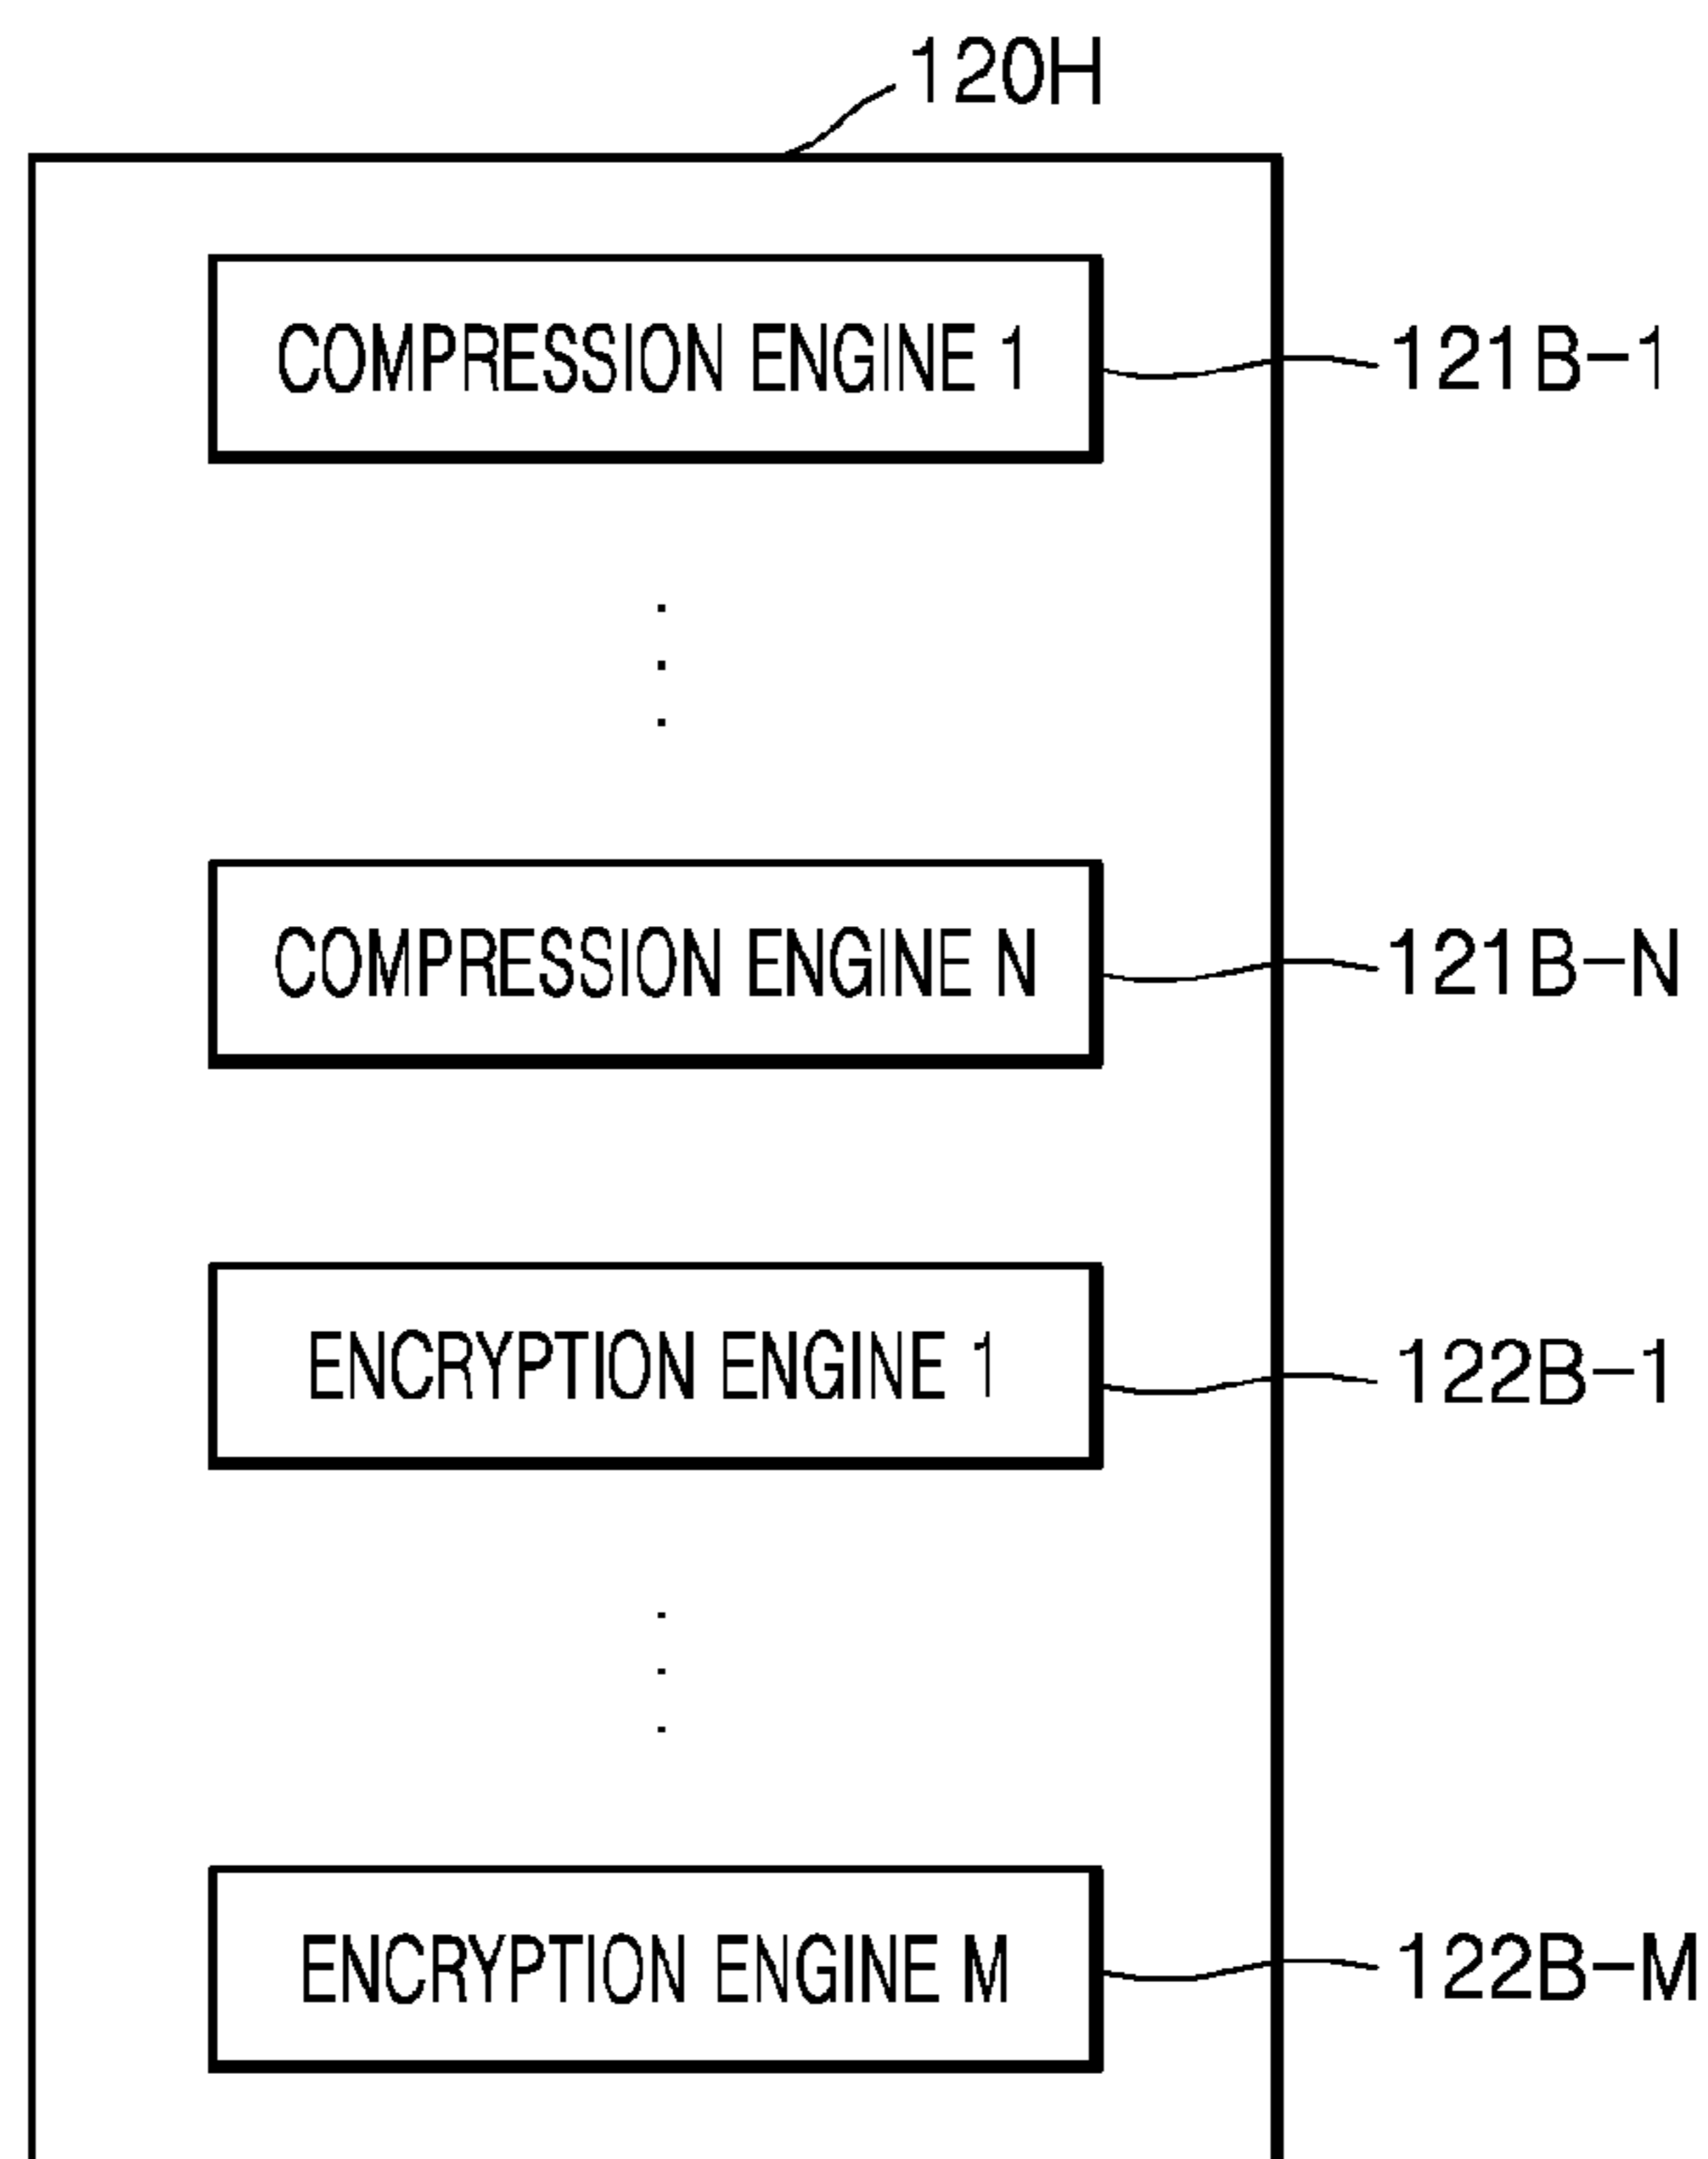 120H
COMPRESSION ENGINE 1
121B-1
COMPRESSION ENGINE N
121B-N
ENCRYPTION ENGINE 1
122B-1
ENCRYPTION ENGINE M
122B-M